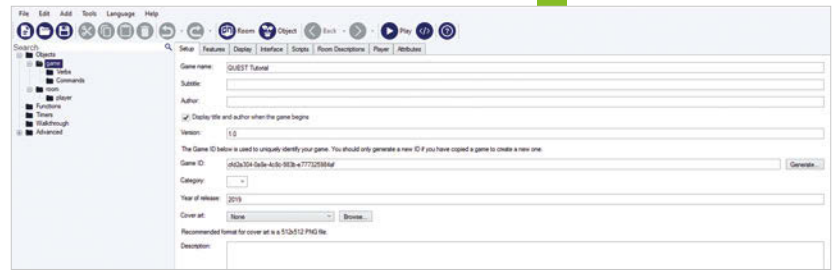 File Edit Add Tools Language Help
Room Object Back Play
Search
Setup Features Display Interface Scripts Room Descriptions Player Attributes
Objects
game
Verbs
Commands
room
player
Functions
Timers
Walkthrough
Advanced
Game name: QUEST Tutorial
Subtitle:
Author:
Display title and author when the game begins
Version: 1.0
The Game ID below is used to uniquely identify your game. You should only generate a new ID if you have copied a game to create a new one.
Game ID: Generate...
Category:
Year of release: 2019
Cover art: None Browse...
Recommended format for cover art is a 512x512 PNG file.
Description: